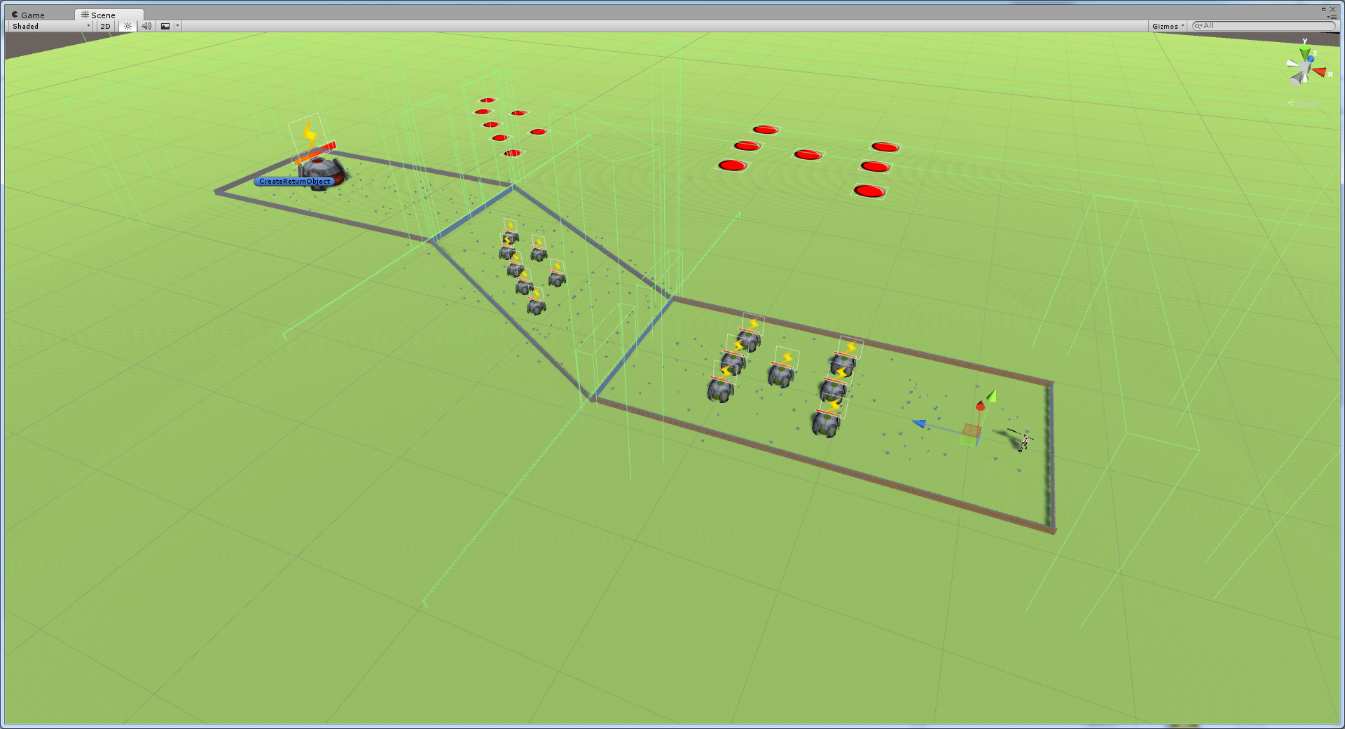 Game
Scene
Shaded
2D
Gizmos
All
Y
X
CreateReturnObject